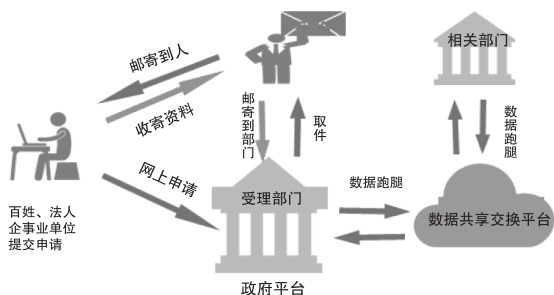 相关部门
邮寄到人
收寄资料
邮寄到部门
取件
数据跑腿
网上申请
数据跑腿
受理部门
数据共享交换平台
百姓、法人
企事业单位
提交申请
政府平台